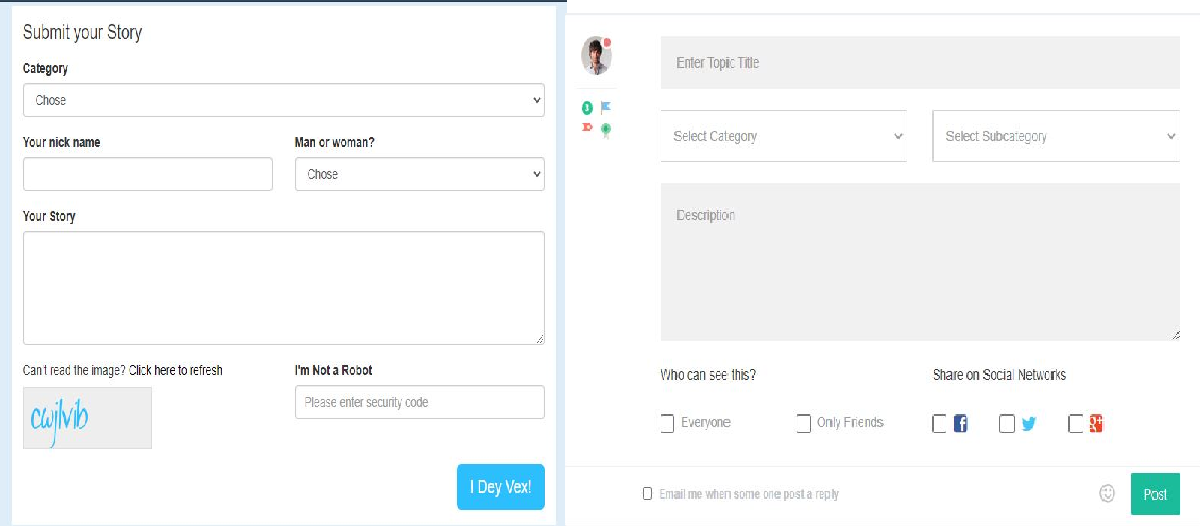 Submit your Story
Category
Chose
Your nick name
Man or woman?
Chose
Your Story
Can't read the image? Click here to refresh
cwjlvib
I'm Not a Robot
Please enter security code
I Dey Vex!
Enter Topic Title
Select Category
Select Subcategory
Description
Who can see this?
Share on Social Networks
Everyone
Only Friends
f
g+
Email me when some one post a reply
Post